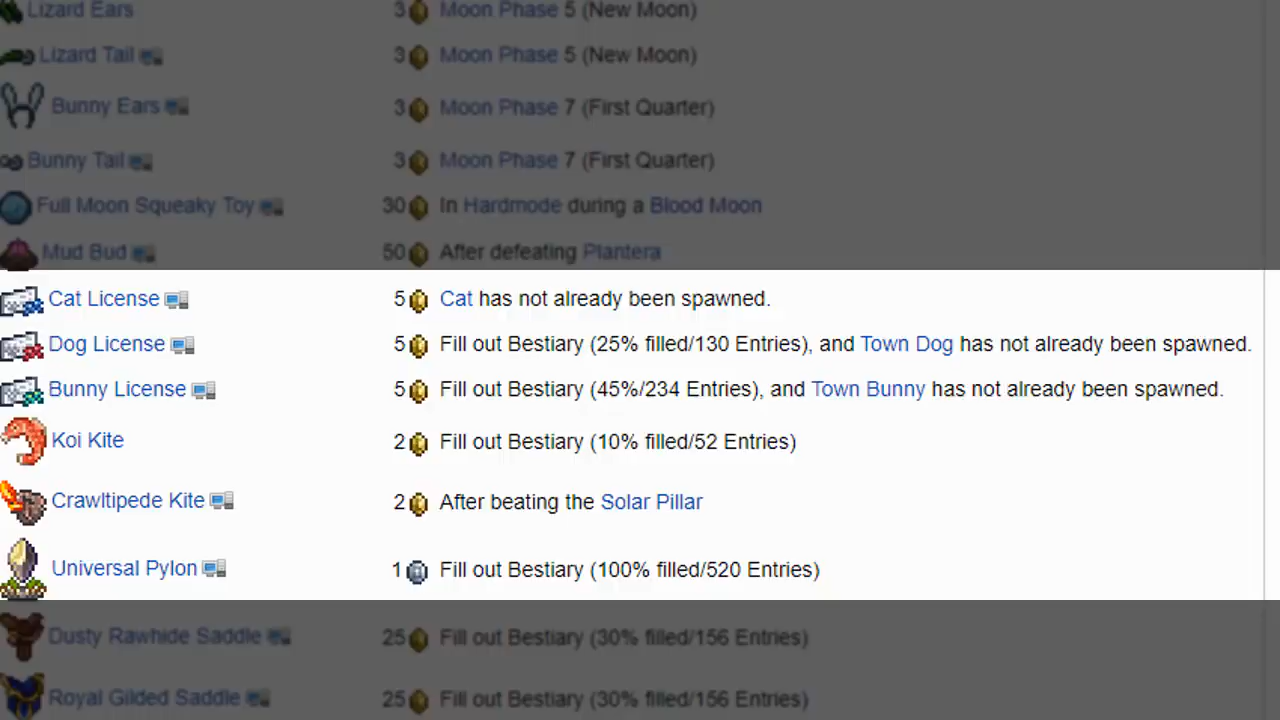 Lizard Ears 3 Moon Phase 5 (New Moon)
Lizard Tail 3 Moon Phase 5 (New Moon)
Bunny Ears 3 Moon Phase 7 (First Quarter)
Bunny Tail 3 Moon Phase 7 (First Quarter)
Full Moon Squeaky Toy 30 In Hardmode during a Blood Moon
Mud Bud 50 After defeating Plantera
Cat License 5 Cat has not already been spawned.
Dog License 5 Fill out Bestiary (25% filled/130 Entries), and Town Dog has not already been spawned.
Bunny License 5 Fill out Bestiary (45%/234 Entries), and Town Bunny has not already been spawned.
Koi Kite 2 Fill out Bestiary (10% filled/52 Entries)
Crawltipede Kite 2 After beating the Solar Pillar
Universal Pylon 1 Fill out Bestiary (100% filled/520 Entries)
Dusty Rawhide Saddle 25 Fill out Bestiary (30% filled/156 Entries)
Royal Gilded Saddle 25 Fill out Bestiary (30% filled/156 Entries)